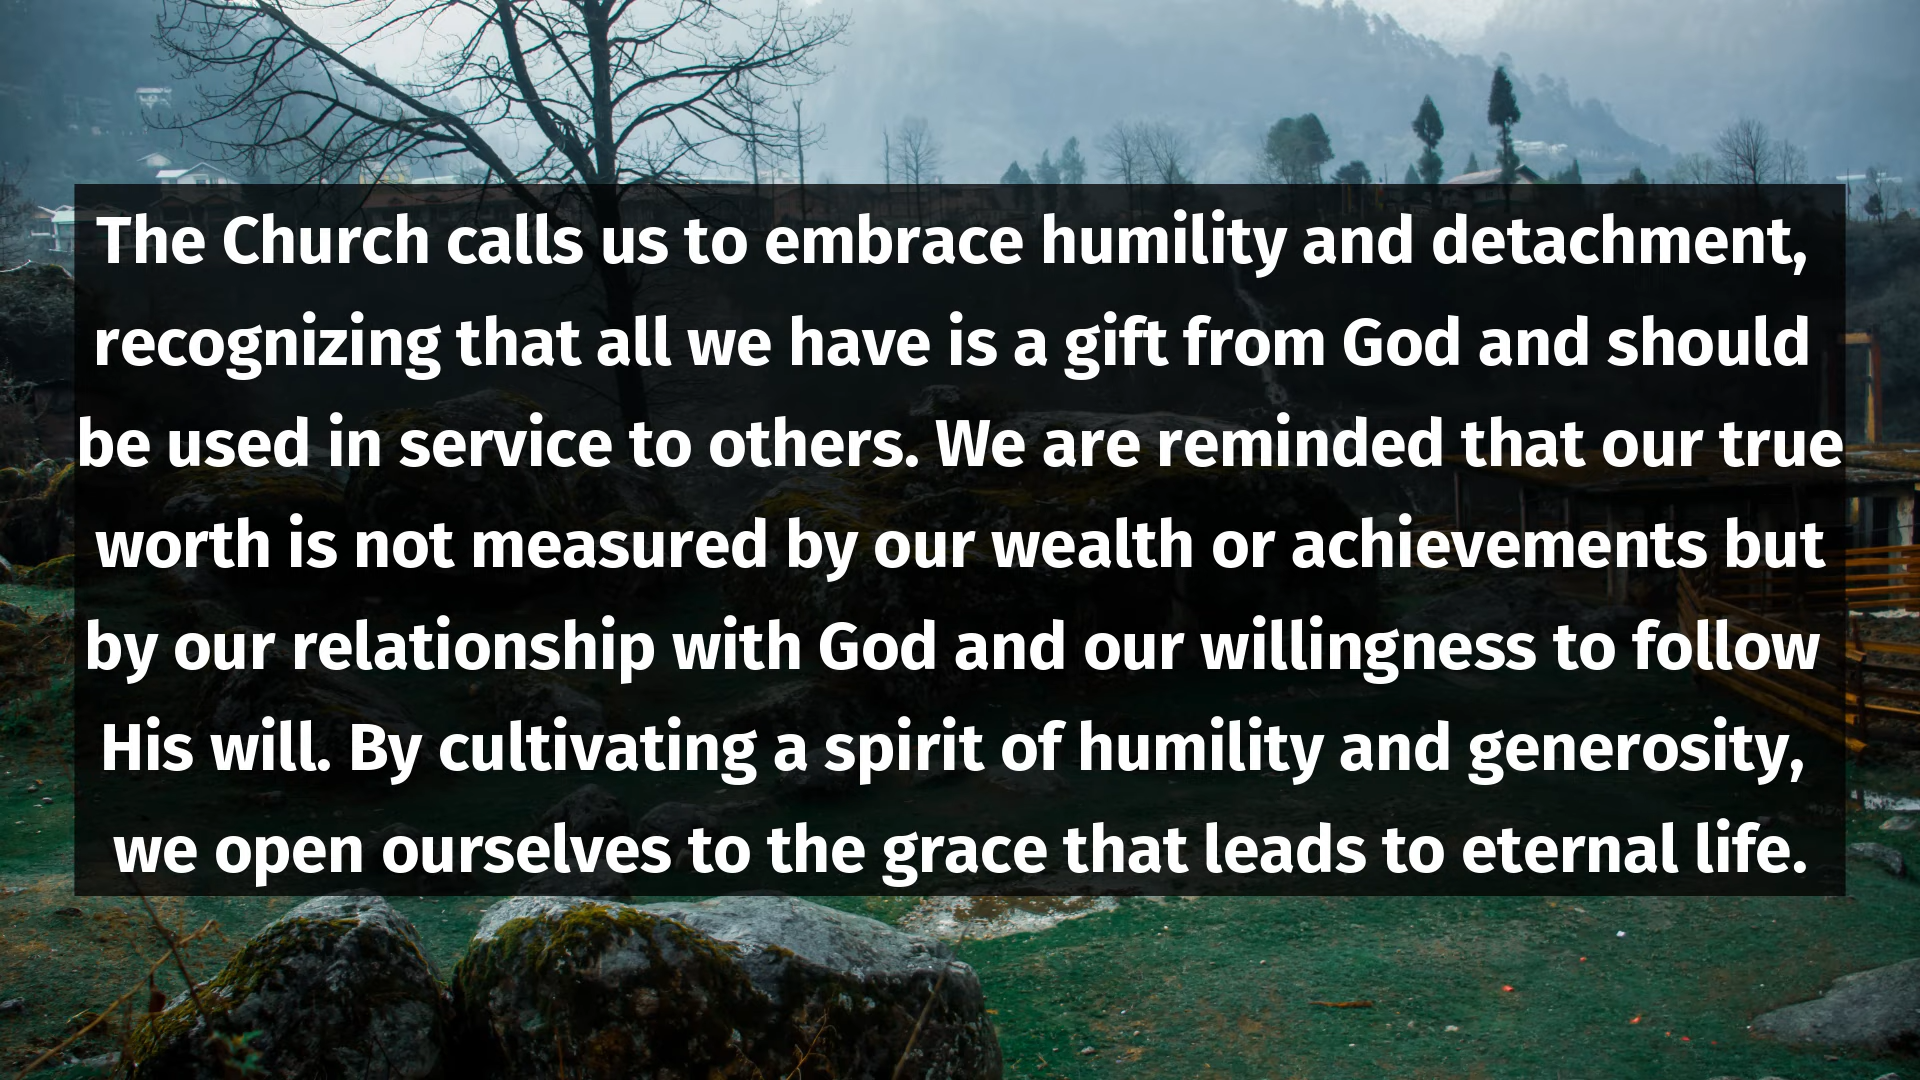 The Church calls us to embrace humility and detachment,
recognizing that all we have is a gift from God and should
be used in service to others. We are reminded that our true
worth is not measured by our wealth or achievements but
by our relationship with God and our willingness to follow
His will. By cultivating a spirit of humility and generosity,
we open ourselves to the grace that leads to eternal life.